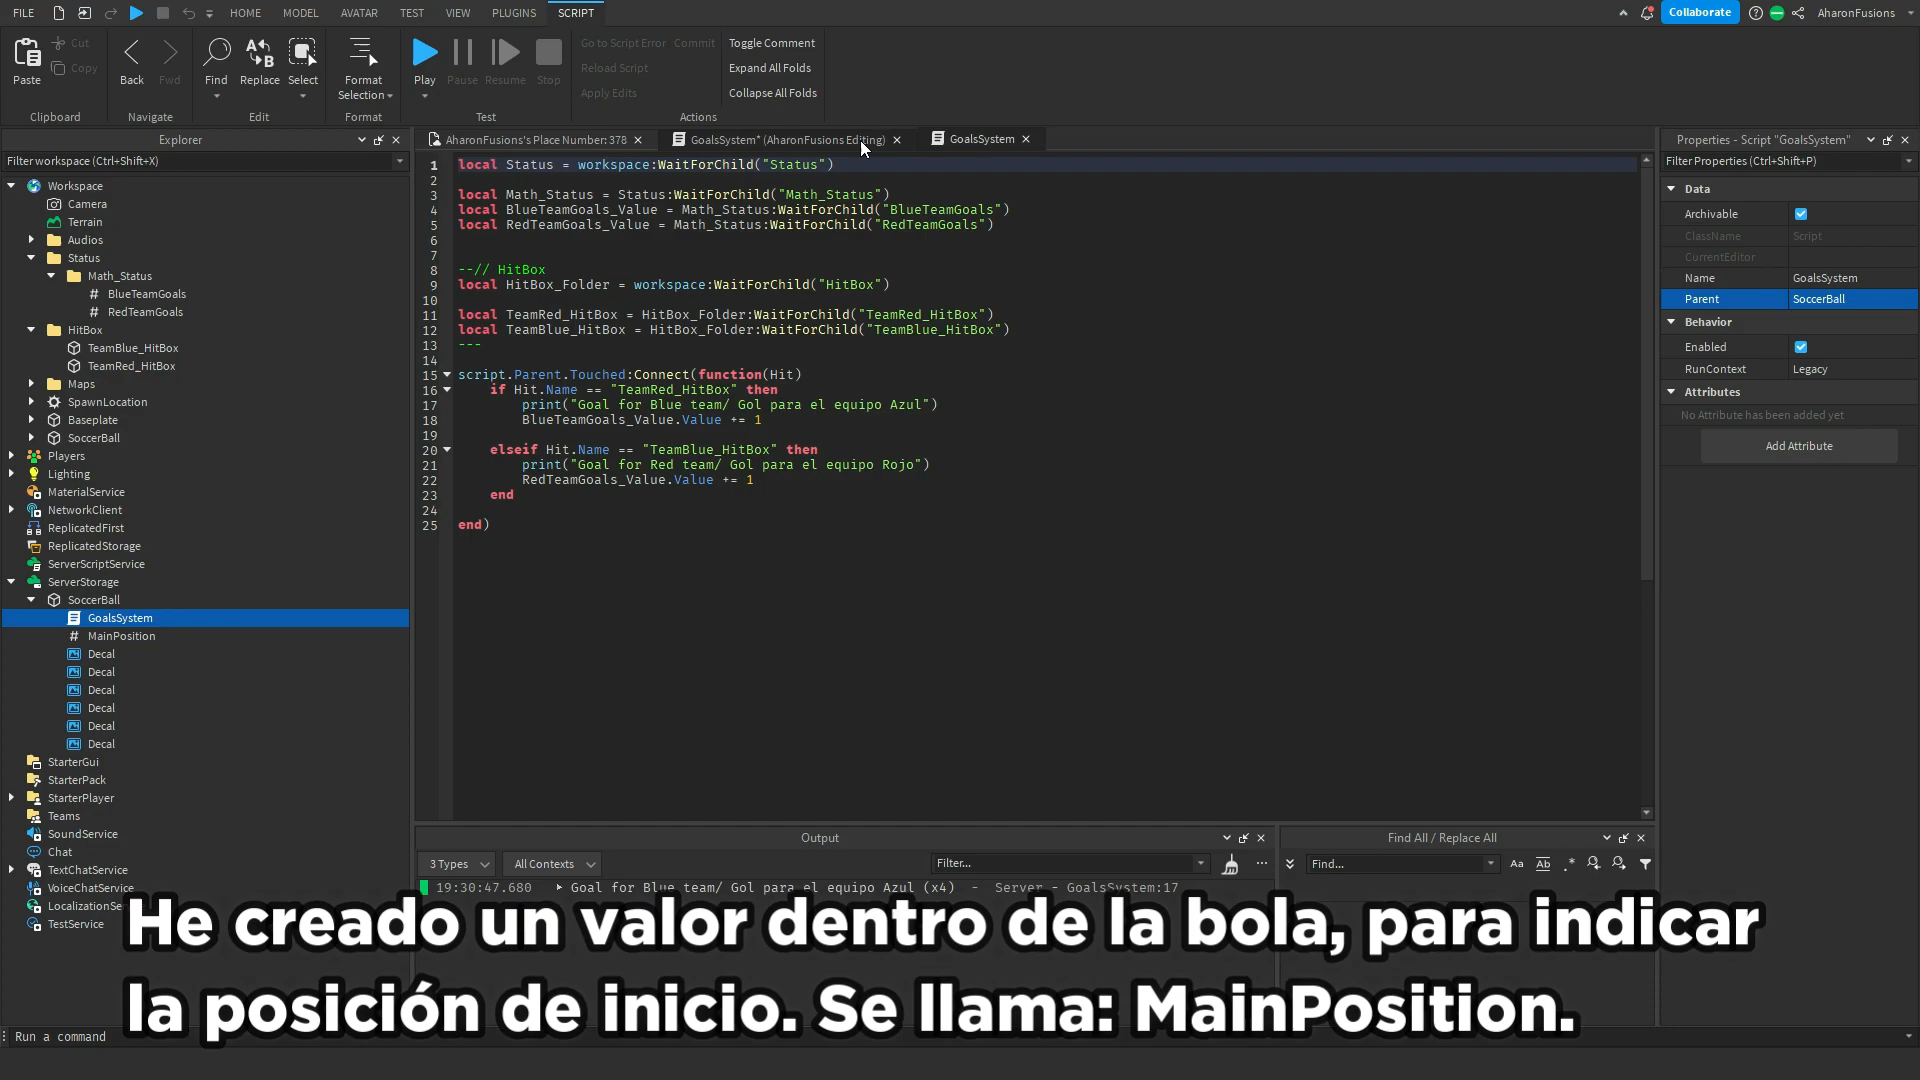 FILE HOME MODEL AVATAR TEST VIEW PLUGINS SCRIPT Collaborate AharonFusions
Paste Cut Copy Back Fwd Find Replace Select Format Selection Play Pause Resume Stop Go to Script Error Commit Reload Script Apply Edits Toggle Comment Expand All Folds Collapse All Folds
Clipboard Navigate Edit Format Test Actions
Explorer
Filter workspace (Ctrl+Shift+X)
Workspace
Camera
Terrain
Audios
Status
Math_Status
# BlueTeamGoals
# RedTeamGoals
HitBox
TeamBlue_HitBox
TeamRed_HitBox
Maps
SpawnLocation
Baseplate
SoccerBall
Players
Lighting
MaterialService
NetworkClient
ReplicatedFirst
ReplicatedStorage
ServerScriptService
ServerStorage
SoccerBall
GoalsSystem
# MainPosition
Decal
Decal
Decal
Decal
Decal
Decal
StarterGui
StarterPack
StarterPlayer
Teams
SoundService
Chat
TextChatService
VoiceChatService
LocalizationSe
TestService
AharonFusions's Place Number: 378 GoalsSystem* (AharonFusions Editing) GoalsSystem
1 local Status = workspace:WaitForChild("Status")
2
3 local Math_Status = Status:WaitForChild("Math_Status")
4 local BlueTeamGoals_Value = Math_Status:WaitForChild("BlueTeamGoals")
5 local RedTeamGoals_Value = Math_Status:WaitForChild("RedTeamGoals")
6
7
8 --// HitBox
9 local HitBox_Folder = workspace:WaitForChild("HitBox")
10
11 local TeamRed_HitBox = HitBox_Folder:WaitForChild("TeamRed_HitBox")
12 local TeamBlue_HitBox = HitBox_Folder:WaitForChild("TeamBlue_HitBox")
13 ---
14
15 script.Parent.Touched:Connect(function(Hit)
16 if Hit.Name == "TeamRed_HitBox" then
17 print("Goal for Blue team/ Gol para el equipo Azul")
18 BlueTeamGoals_Value.Value += 1
19
20 elseif Hit.Name == "TeamBlue_HitBox" then
21 print("Goal for Red team/ Gol para el equipo Rojo")
22 RedTeamGoals_Value.Value += 1
23 end
24
25 end)
Properties - Script "GoalsSystem"
Filter Properties (Ctrl+Shift+P)
Data
Archivable
ClassName Script
CurrentEditor
Name GoalsSystem
Parent SoccerBall
Behavior
Enabled
RunContext Legacy
Attributes
No Attribute has been added yet
Add Attribute
Output
3 Types All Contexts Filter... ...
19:30:47.680 Goal for Blue team/ Gol para el equipo Azul (x4) - Server - GoalsSystem:17
Find All / Replace All
Find... Aa Ab .*
He creado un valor dentro de la bola, para indicar
la posición de inicio. Se llama: MainPosition.
Run a command